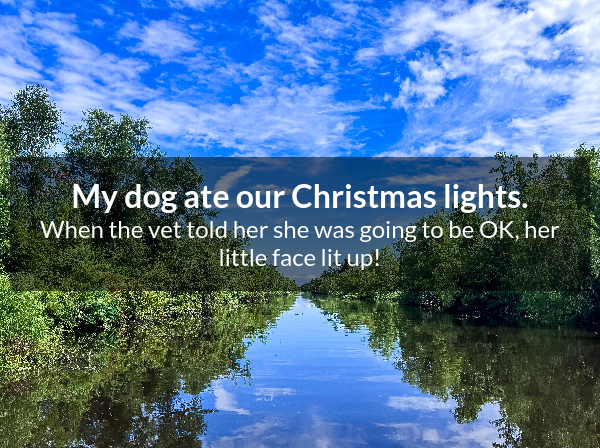 My dog ate our Christmas lights.
When the vet told her she was going to be OK, her
little face lit up!